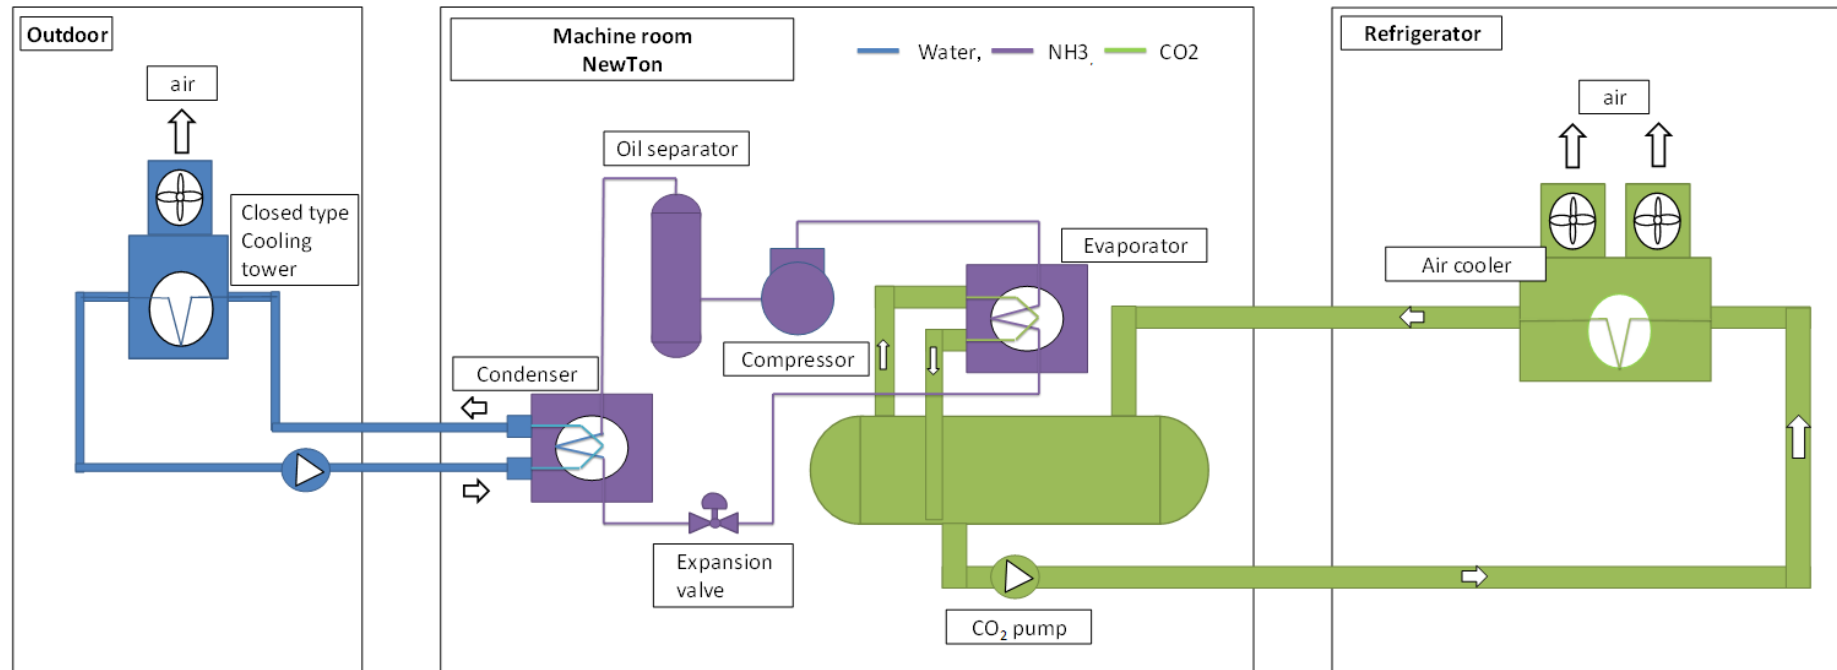 Outdoor
air
Closed type
Cooling
tower
Machine room
NewTon
Water,
NH3,
CO2
Oil separator
Evaporator
Compressor
Condenser
Expansion
valve
CO₂ pump
Refrigerator
air
Air cooler